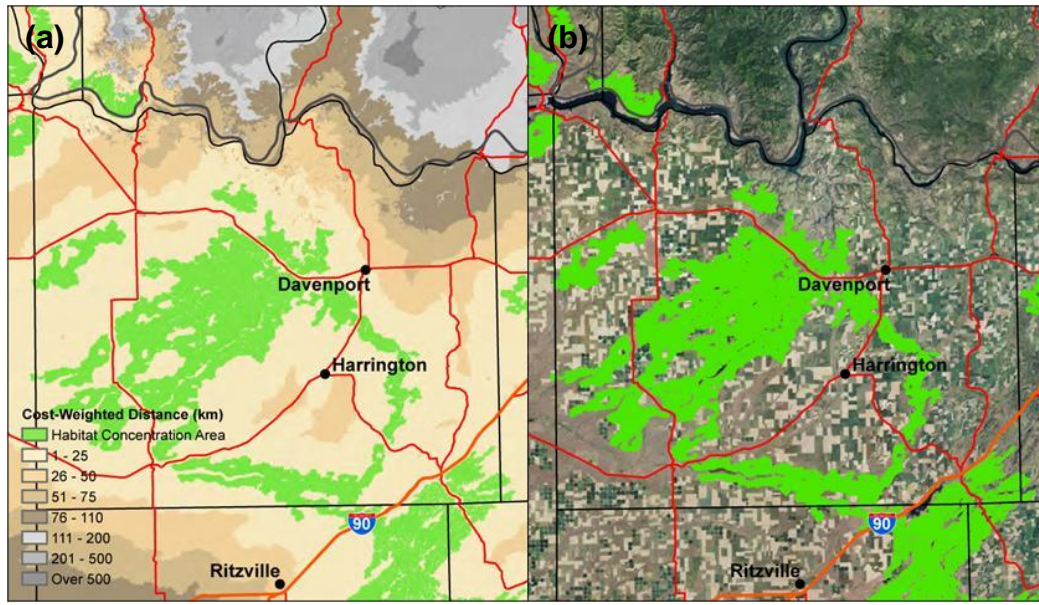 (a)
Davenport
Harrington
Cost-Weighted Distance (km)
Habitat Concentration Area
1 - 25
26 - 50
51 - 75
76 - 110
111 - 200
201 - 500
Over 500
90
Ritzville
(b)
Davenport
Harrington
90
Ritzville